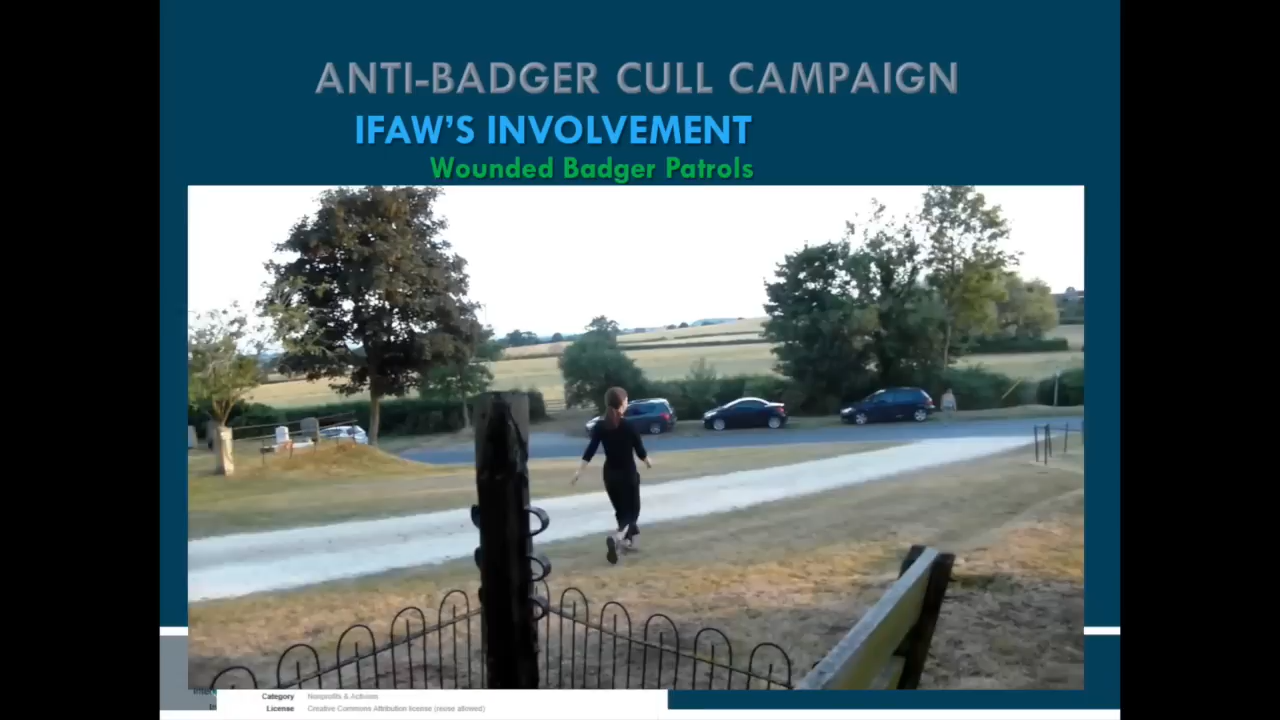 ANTI-BADGER CULL CAMPAIGN
IFAW'S INVOLVEMENT
Wounded Badger Patrols
Category Nonprofits & Activism
License Creative Commons Attribution license (reuse allowed)